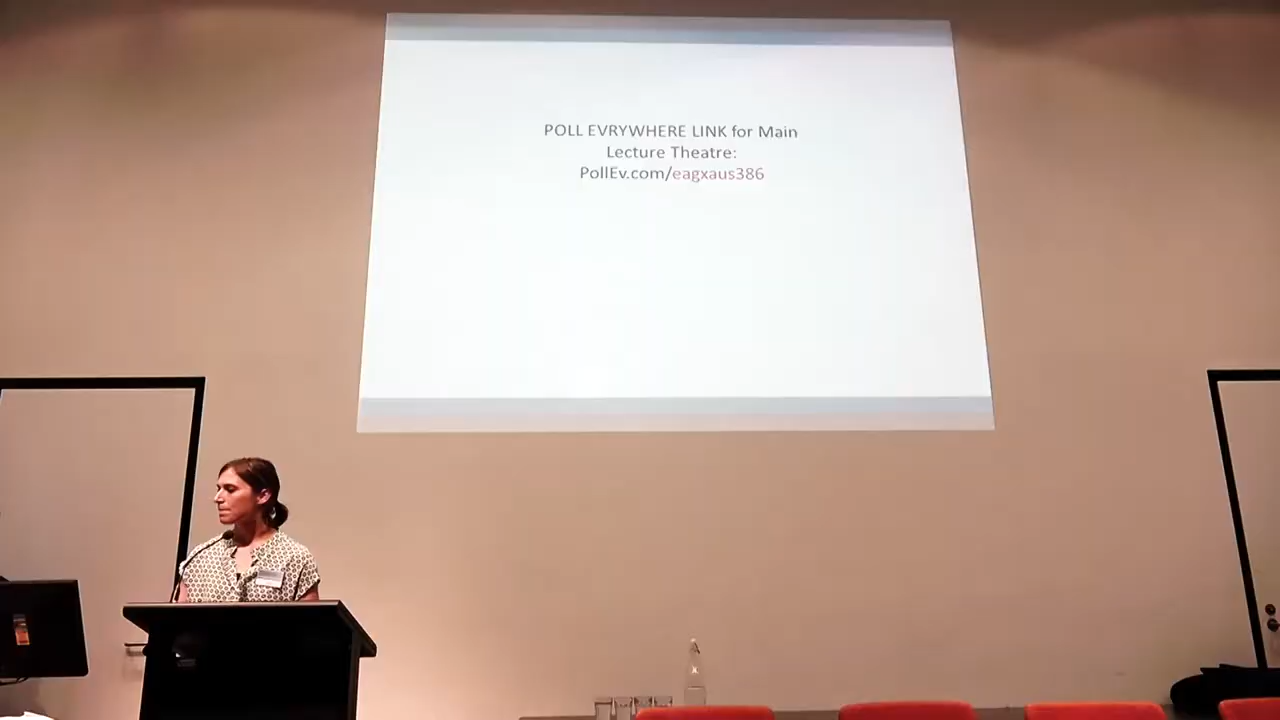 POLL EVRYWHERE LINK for Main
Lecture Theatre:
PollEv.com/eagxaus386